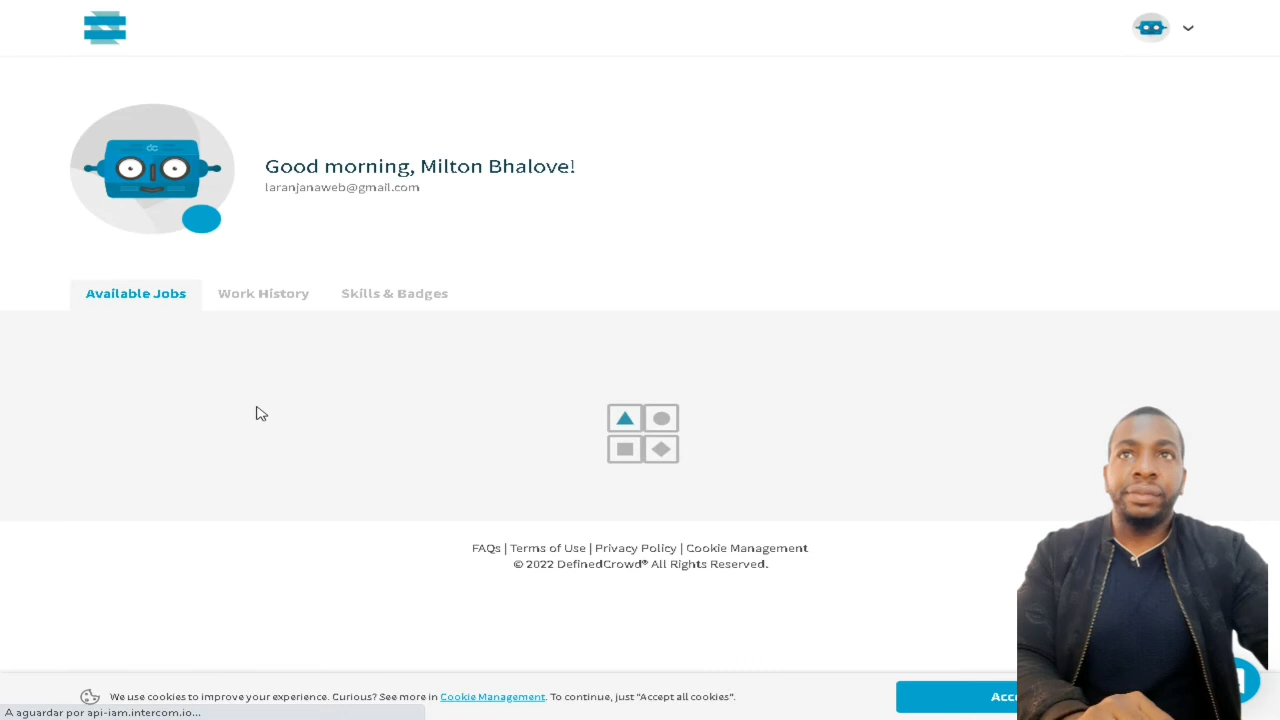 Good morning, Milton Bhalove!
laranjanaweb@gmail.com
Available Jobs Work History Skills & Badges
FAQs | Terms of Use | Privacy Policy | Cookie Management
© 2022 DefinedCrowd® All Rights Reserved.
We use cookies to improve your experience. Curious? See more in Cookie Management. To continue, just "Accept all cookies".
A aguardar por api-iam.intercom.io...